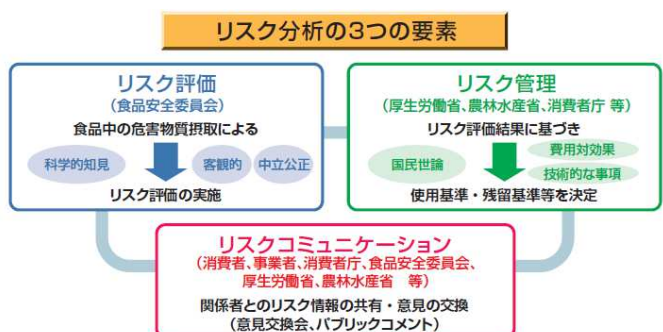 リスク分析の3つの要素
リスク評価
（食品安全委員会）
食品中の危害物質摂取による
科学的知見
客観的
中立公正
リスク評価の実施
リスク管理
（厚生労働省、農林水産省、消費者庁 等）
リスク評価結果に基づき
国民世論
費用対効果
技術的な事項
使用基準・残留基準等を決定
リスクコミュニケーション
（消費者、事業者、消費者庁、食品安全委員会、
厚生労働省、農林水産省　等）
関係者とのリスク情報の共有・意見の交換
（意見交換会、パブリックコメント）